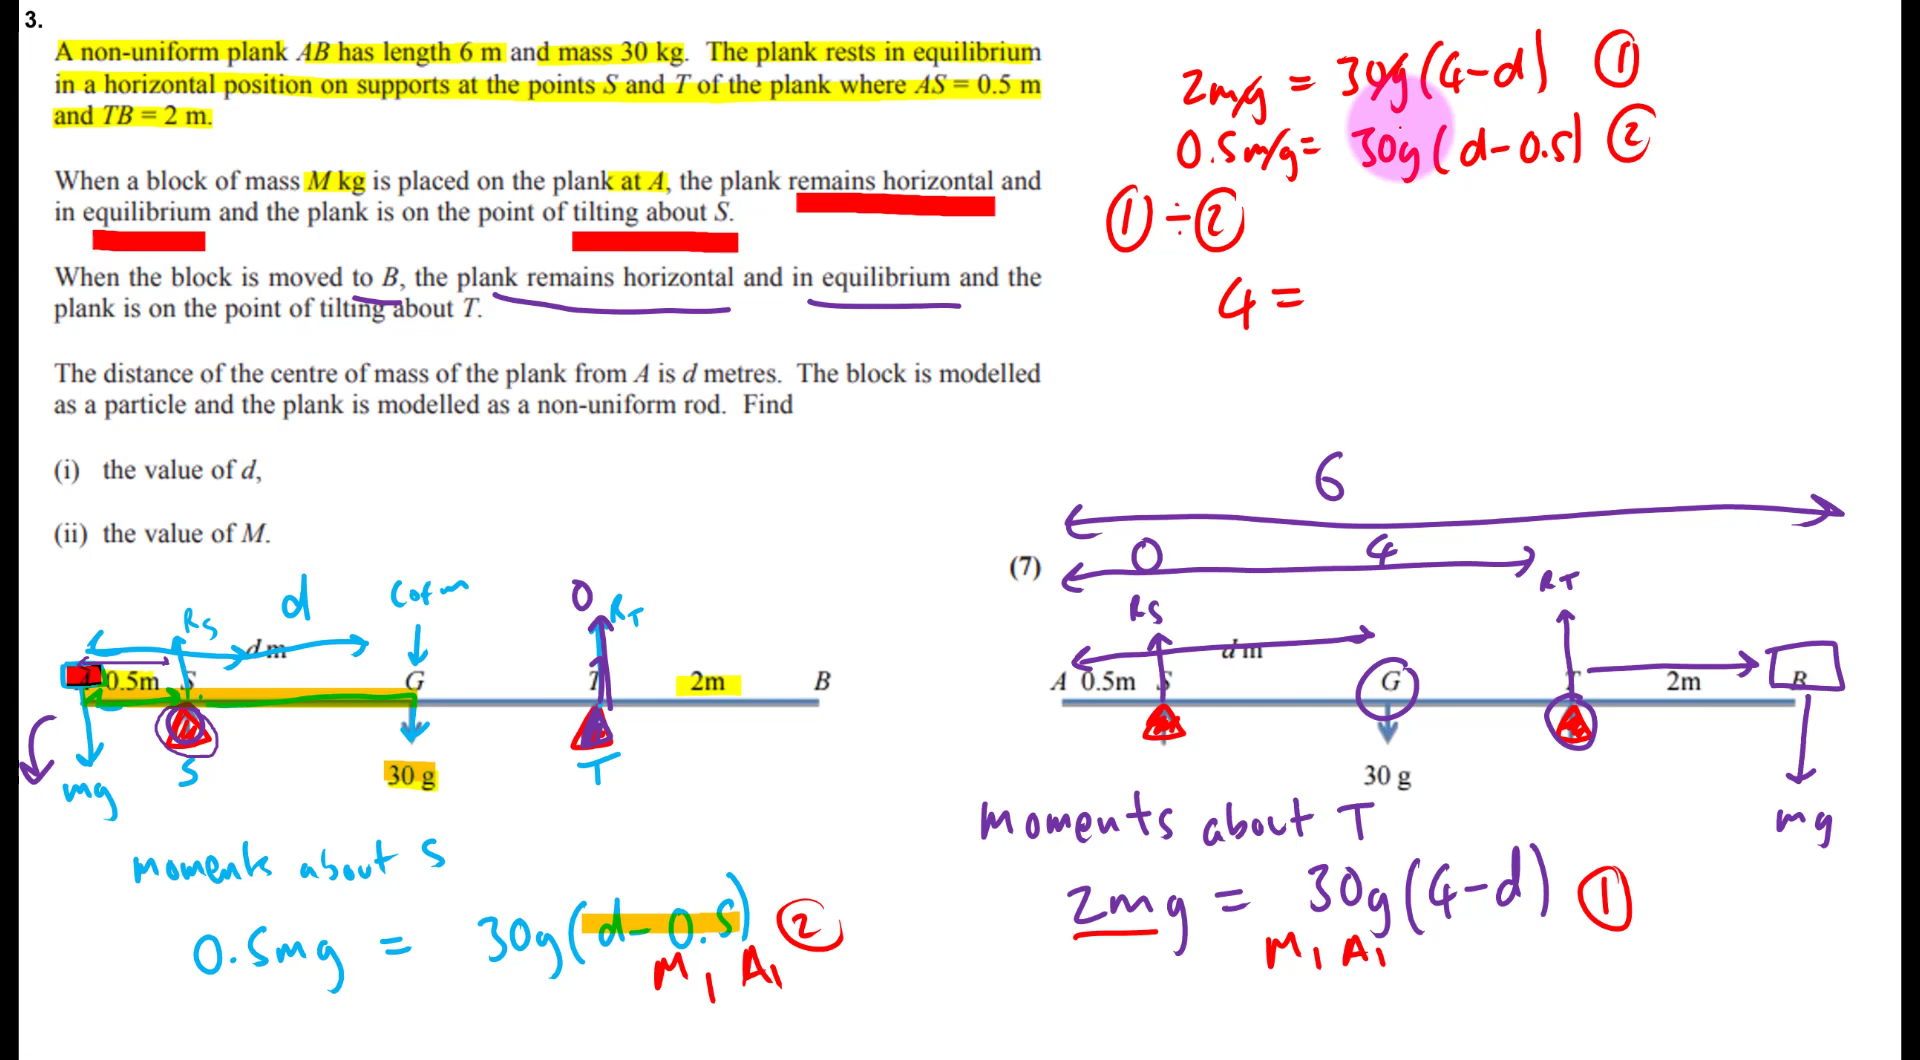 3.
A non-uniform plank AB has length 6 m and mass 30 kg. The plank rests in equilibrium
in a horizontal position on supports at the points S and T of the plank where AS = 0.5 m
and TB = 2 m.
When a block of mass M kg is placed on the plank at A, the plank remains horizontal and
in equilibrium and the plank is on the point of tilting about S.
When the block is moved to B, the plank remains horizontal and in equilibrium and the
plank is on the point of tilting about T.
The distance of the centre of mass of the plank from A is d metres. The block is modelled
as a particle and the plank is modelled as a non-uniform rod. Find
(i) the value of d,
(ii) the value of M.
(7)
2mg = 30g(4-d) ①
0.5mg = 30g(d-0.5) ②
① ÷ ②
4 =
d
C of m
O
RS
RT
d m
0.5m S G T 2m B
mg
S
30 g
T
moments about S
0.5mg = 30g(d-0.5) ②
M1 A1
6
O 4
RS
RT
d m
A 0.5m S G T 2m B
30 g
mg
moments about T
2mg = 30g(4-d) ①
M1 A1